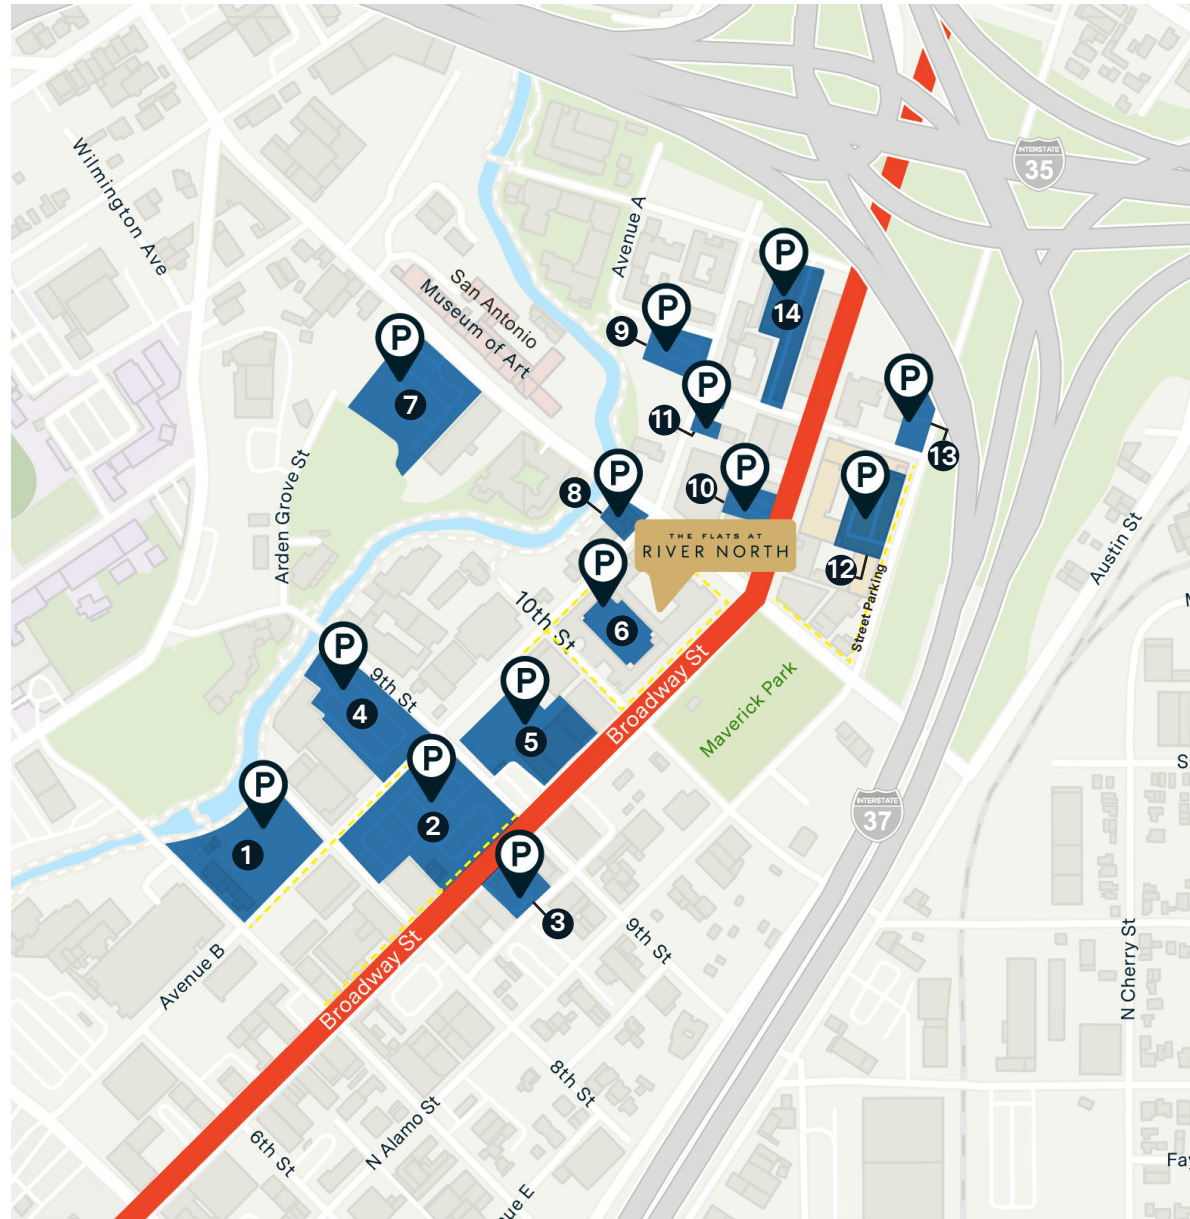 Wilmington Ave
Avenue A
INTERSTATE
35
San Antonio
Museum of Art
P
14
P
9
P
7
P
11
P
13
P
10
P
12
P
8
THE FLATS AT
RIVER NORTH
Arden Grove St
Austin St
Street Parking
P
6
10th St
P
4
9th St
P
5
Broadway St
Maverick Park
P
2
P
1
INTERSTATE
37
P
3
9th St
Avenue B
Broadway St
N Cherry St
8th St
N Alamo St
6th St
ue E
S
Fay